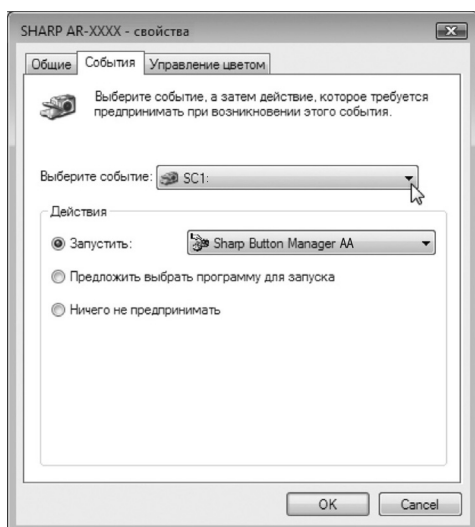 SHARP AR-XXXX - свойства
Общие События Управление цветом
Выберите событие, а затем действие, которое требуется
предпринимать при возникновении этого события.
Выберите событие: SC1:
Действия
Запустить: Sharp Button Manager AA
Предложить выбрать программу для запуска
Ничего не предпринимать
OK Cancel